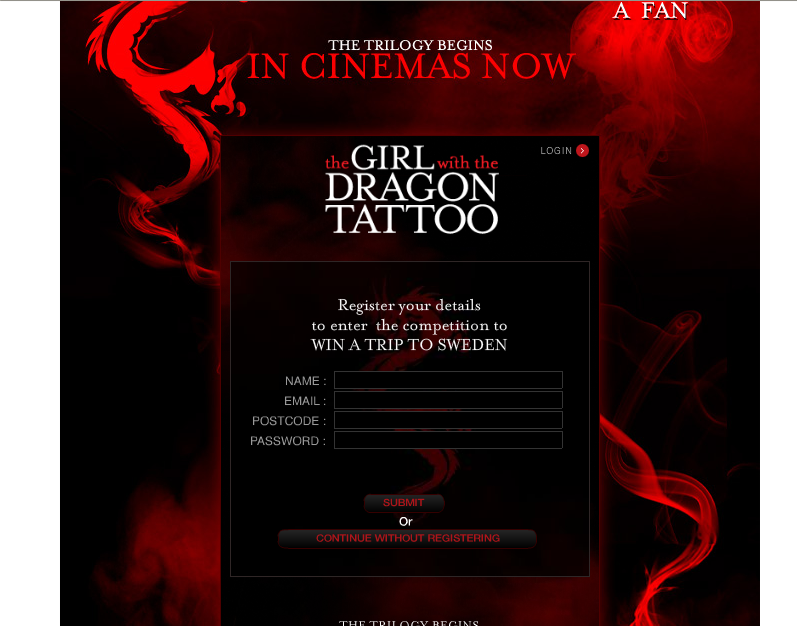 A FAN
THE TRILOGY BEGINS
IN CINEMAS NOW
LOGIN
the GIRL with the
DRAGON
TATTOO
Register your details
to enter the competition to
WIN A TRIP TO SWEDEN
NAME :
EMAIL :
POSTCODE :
PASSWORD :
SUBMIT
Or
CONTINUE WITHOUT REGISTERING
THE TRILOGY BEGINS